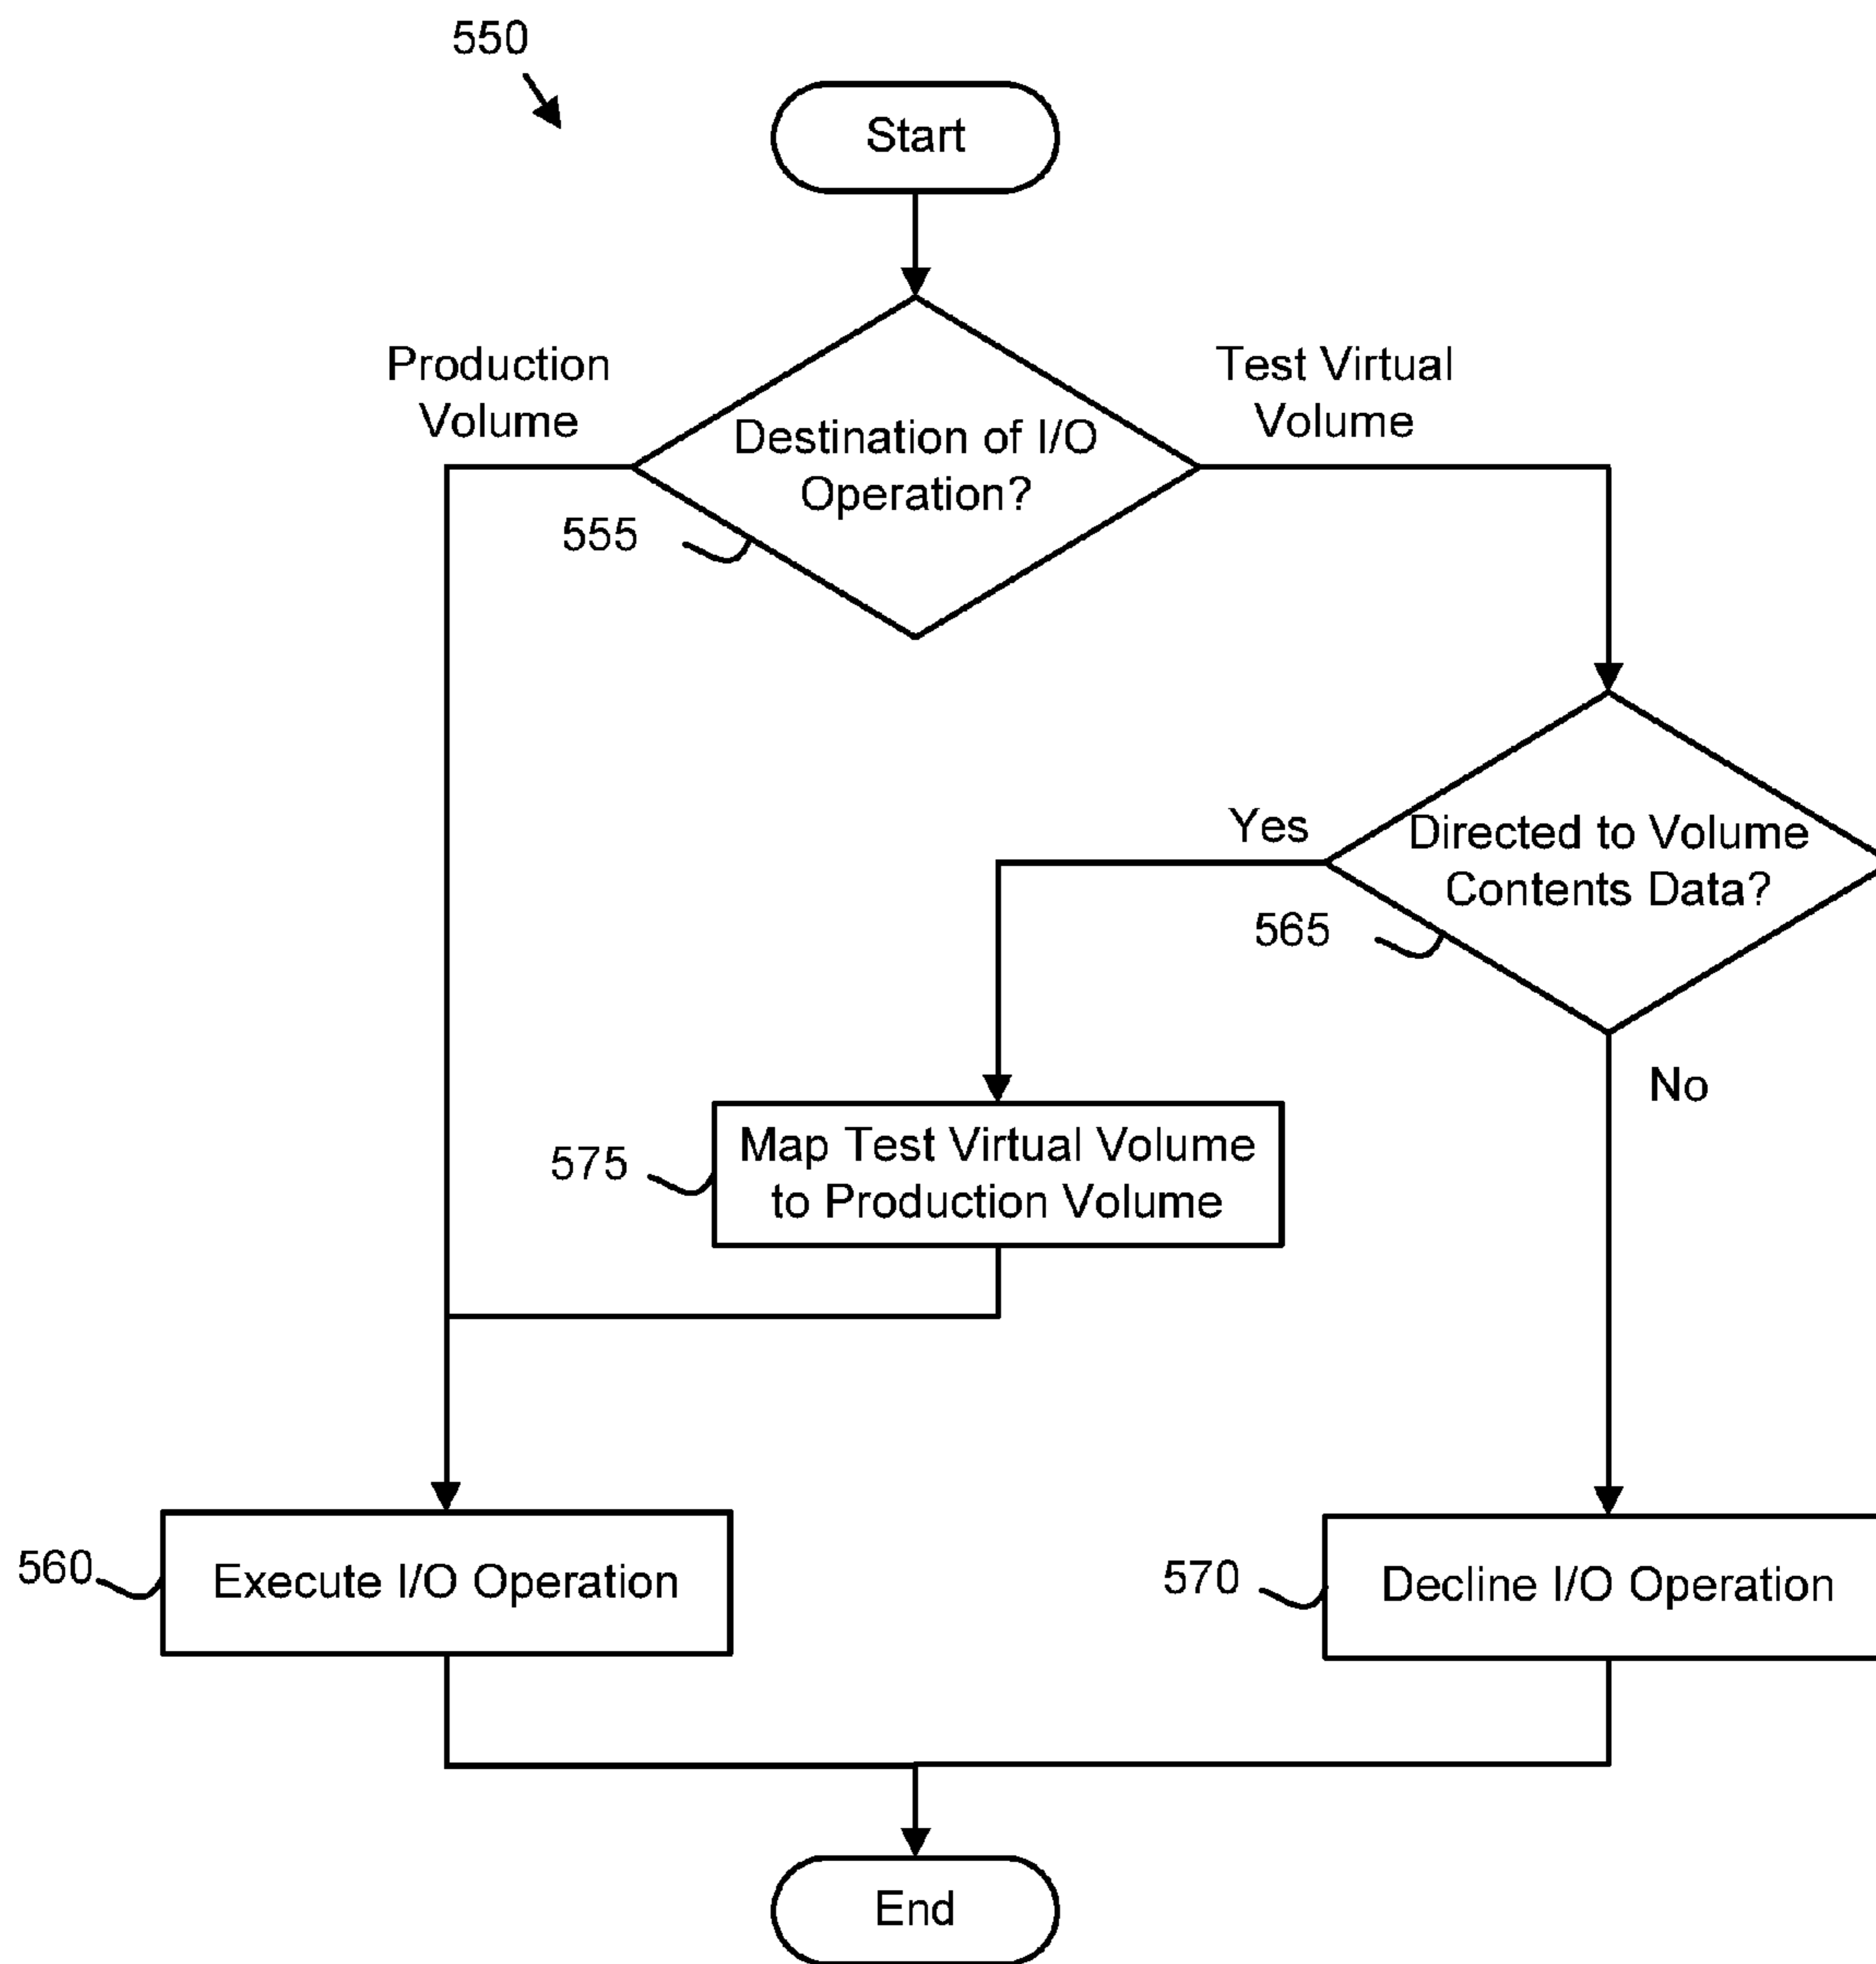 550
Start
Production
Volume
Test Virtual
Volume
Destination of I/O
Operation?
555
Yes
Directed to Volume
Contents Data?
565
No
575
Map Test Virtual Volume
to Production Volume
560
Execute I/O Operation
570
Decline I/O Operation
End